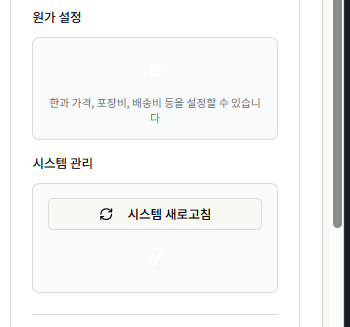 원가 설정
한과 가격, 포장비, 배송비 등을 설정할 수 있습니
다
시스템 관리
시스템 새로고침